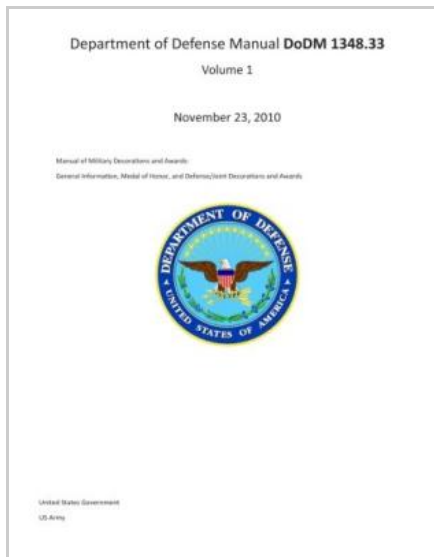 Department of Defense Manual DoDM 1348.33
Volume 1
November 23, 2010
Manual of Military Decorations and Awards:
General Information, Medal of Honor, and Defense/Joint Decorations and Awards
DEPARTMENT OF DEFENSE
UNITED STATES OF AMERICA
United States Government
US Army